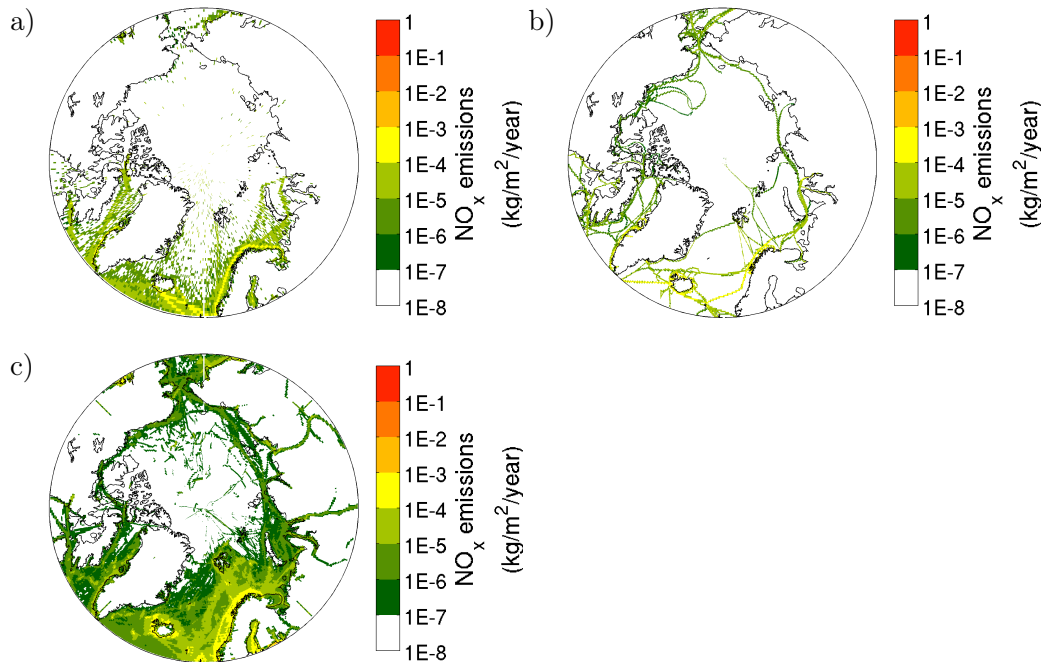 a)
1
1E-1
1E-2
1E-3
1E-4
1E-5
1E-6
1E-7
1E-8
NOx emissions
(kg/m²/year)
b)
1
1E-1
1E-2
1E-3
1E-4
1E-5
1E-6
1E-7
1E-8
NOx emissions
(kg/m²/year)
c)
1
1E-1
1E-2
1E-3
1E-4
1E-5
1E-6
1E-7
1E-8
NOx emissions
(kg/m²/year)